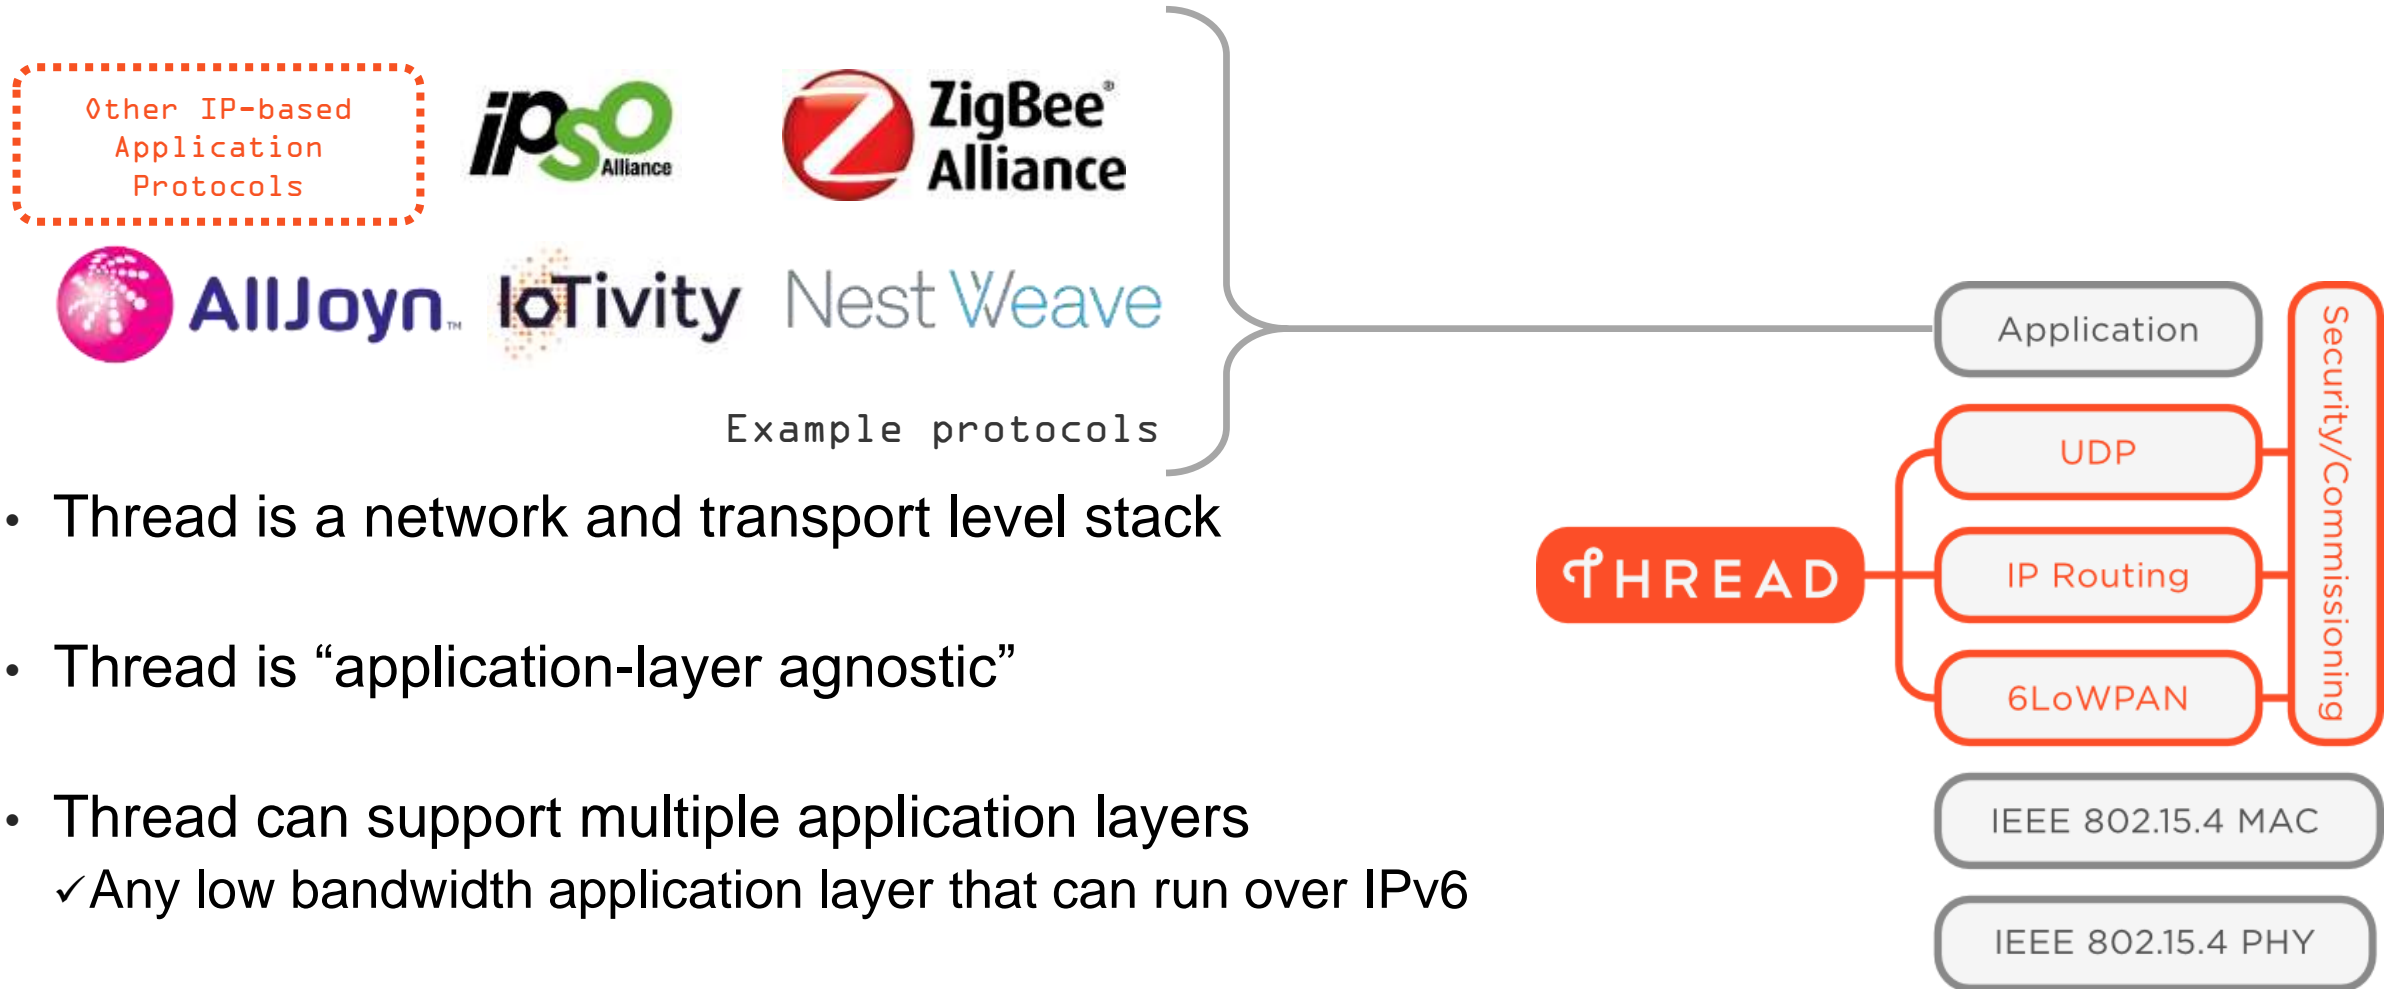 Other IP-based
Application
Protocols
ipso
Alliance
ZigBee®
Alliance
AllJoyn™
IoTivity
Nest Weave
Example protocols
• Thread is a network and transport level stack
• Thread is “application-layer agnostic”
• Thread can support multiple application layers
✓Any low bandwidth application layer that can run over IPv6
THREAD
Application
UDP
IP Routing
6LoWPAN
Security/Commissioning
IEEE 802.15.4 MAC
IEEE 802.15.4 PHY